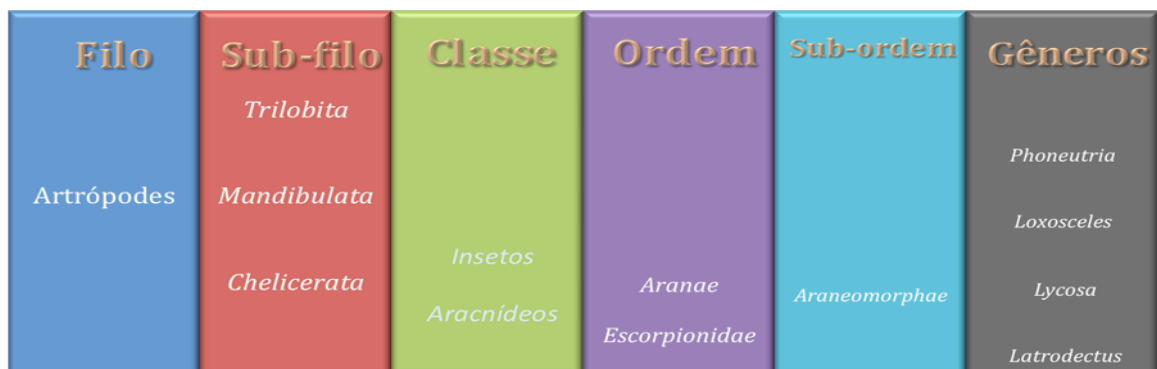 Filo
Artrópodes
Sub-filo
Trilobita
Mandibulata
Chelicerata
Classe
Insetos
Aracnídeos
Ordem
Aranae
Escorpionidae
Sub-ordem
Araneomorphae
Gêneros
Phoneutria
Loxosceles
Lycosa
Latrodectus